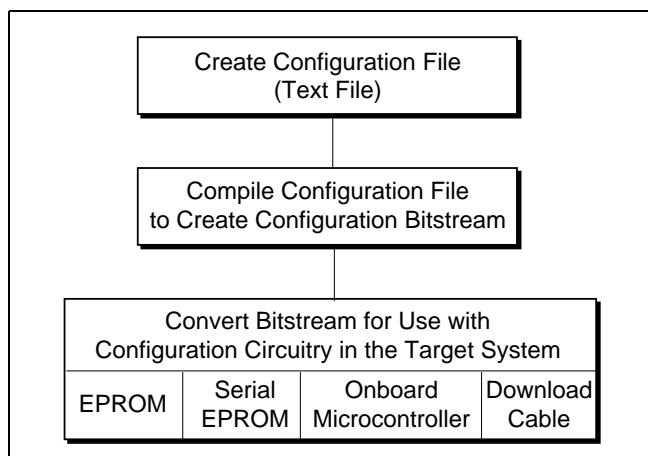 Create Configuration File
(Text File)
Compile Configuration File
to Create Configuration Bitstream
Convert Bitstream for Use with
Configuration Circuitry in the Target System
EPROM
Serial
EPROM
Onboard
Microcontroller
Download
Cable